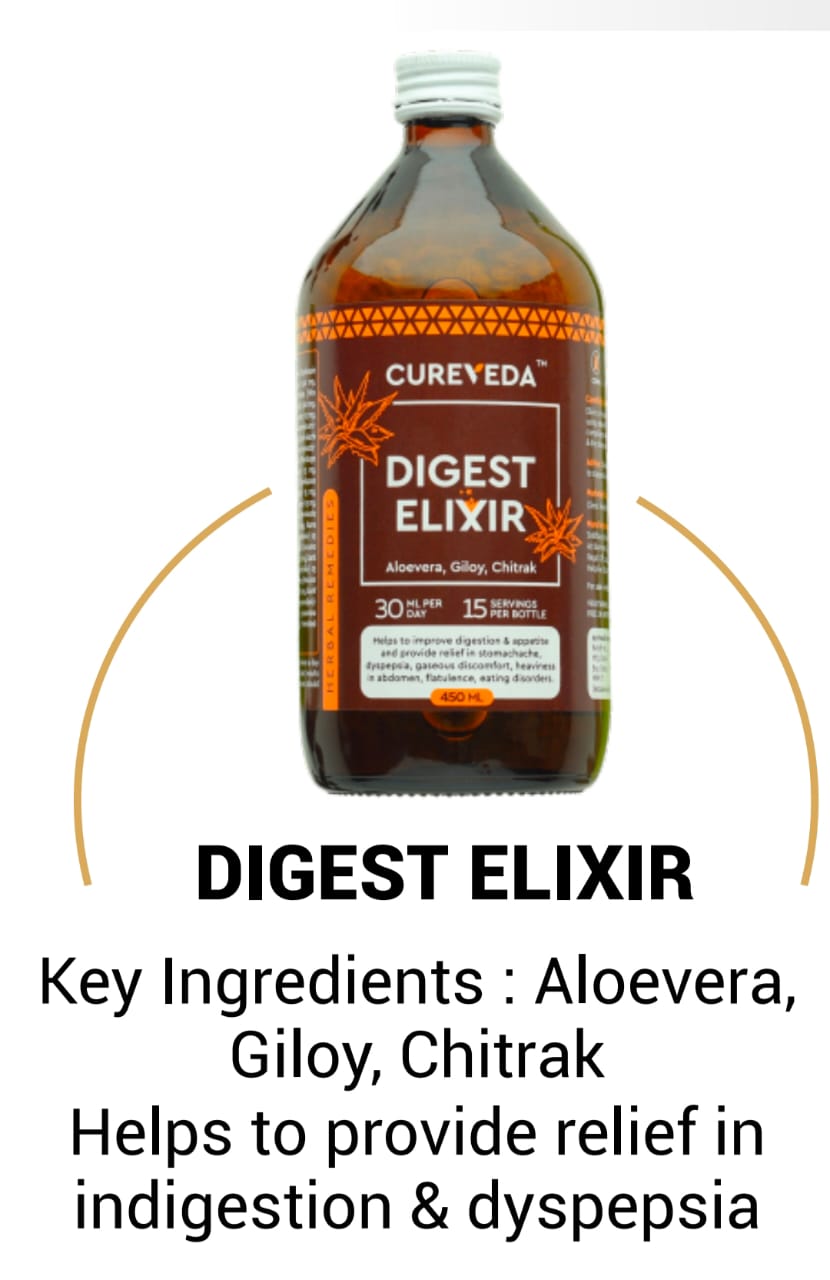 CUREVEDA™
DIGEST
ELIXIR
Aloevera, Giloy, Chitrak
30 ML PER DAY 15 SERVINGS PER BOTTLE
Helps to improve digestion & appetite
and provide relief in stomachache,
dyspepsia, gaseous discomfort, heaviness
in abdomen, flatulence, eating disorders.
450 ML
HERBAL REMEDIES
DIGEST ELIXIR
Key Ingredients : Aloevera,
Giloy, Chitrak
Helps to provide relief in
indigestion & dyspepsia